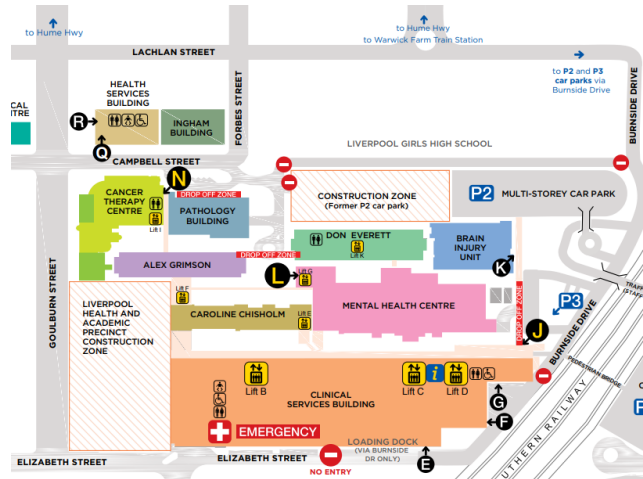 to Hume Hwy
to Hume Hwy
to Warwick Farm Train Station
LACHLAN STREET
to P2 and P3
car parks via
Burnside Drive
BURNSIDE DRIVE
FORBES STREET
HEALTH
SERVICES
BUILDING
INGHAM
BUILDING
R
Q
LIVERPOOL GIRLS HIGH SCHOOL
CAMPBELL STREET
N
CANCER
THERAPY
CENTRE
Lift I
DROP OFF ZONE
PATHOLOGY
BUILDING
CONSTRUCTION ZONE
(Former P2 car park)
P2
MULTI-STOREY CAR PARK
DON EVERETT
Lift K
BRAIN
INJURY
UNIT
K
DROP OFF ZONE
ALEX GRIMSON
L
Lift G
GOULBURN STREET
LIVERPOOL
HEALTH AND
ACADEMIC
PRECINCT
CONSTRUCTION
ZONE
Lift F
CAROLINE CHISHOLM
Lift E
MENTAL HEALTH CENTRE
DROP OFF ZONE
P3
J
BURNSIDE DRIVE
PEDESTRIAN BRIDGE
Lift B
CLINICAL
SERVICES BUILDING
Lift C
i
Lift D
G
F
EMERGENCY
LOADING DOCK
(VIA BURNSIDE
DR ONLY)
E
ELIZABETH STREET
ELIZABETH STREET
NO ENTRY